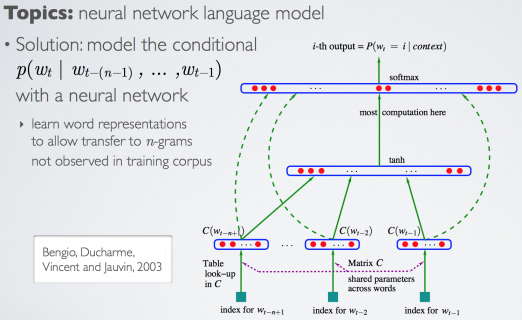 Topics: neural network language model
• Solution: model the conditional
p(w_t | w_{t−(n−1)} , ... , w_{t−1})
with a neural network
‣ learn word representations
to allow transfer to n-grams
not observed in training corpus
Bengio, Ducharme,
Vincent and Jauvin, 2003
i-th output = P(w_t = i | context)
softmax
... ...
most computation here
tanh
...
C(w_{t−n+1}) C(w_{t−2}) C(w_{t−1})
... ... ... ...
Table
look-up
in C
Matrix C
shared parameters
across words
index for w_{t−n+1} index for w_{t−2} index for w_{t−1}